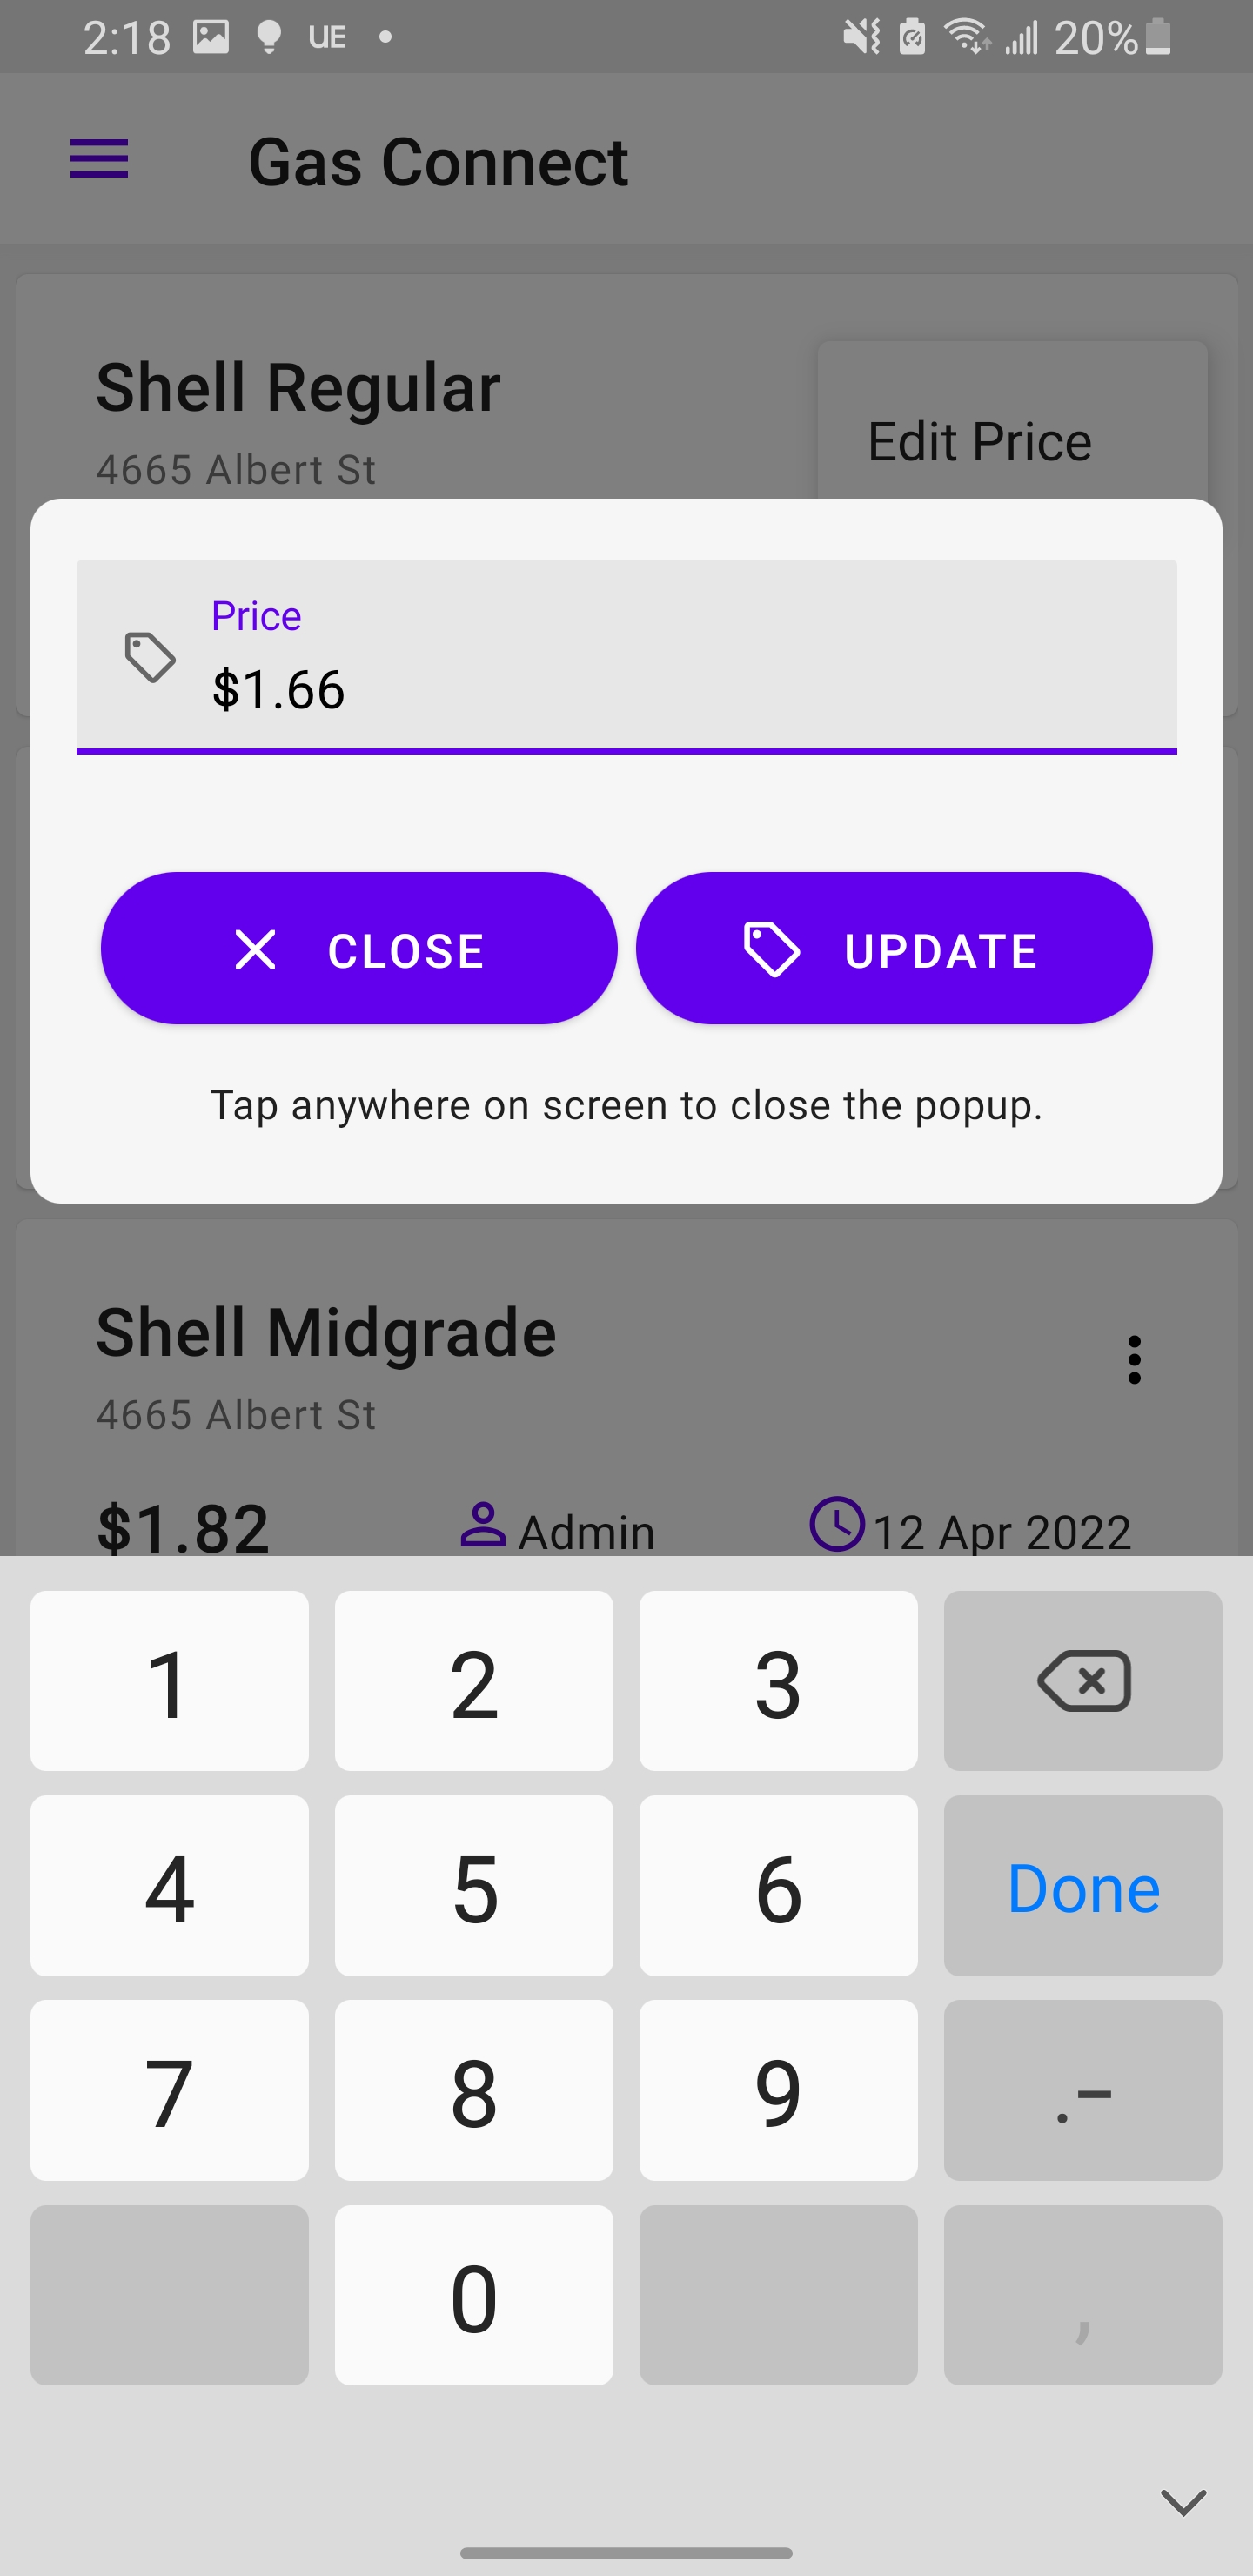 2:18 UE 20%
Gas Connect
Shell Regular
4665 Albert St
Edit Price
Price
$1.66
CLOSE
UPDATE
Tap anywhere on screen to close the popup.
Shell Midgrade
4665 Albert St
$1.82 Admin 12 Apr 2022
1 2 3
4 5 6 Done
7 8 9 .-
0 ,